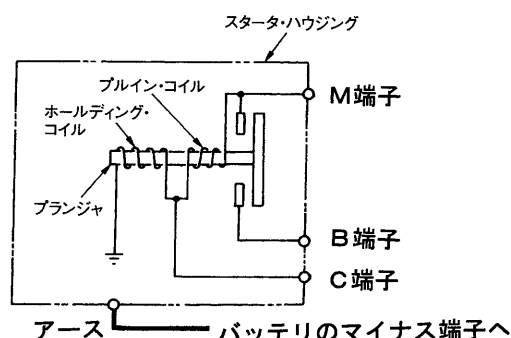 スタータ・ハウジング
プルイン・コイル
M端子
ホールディング・
コイル
プランジャ
B端子
C端子
アース
バッテリのマイナス端子へ